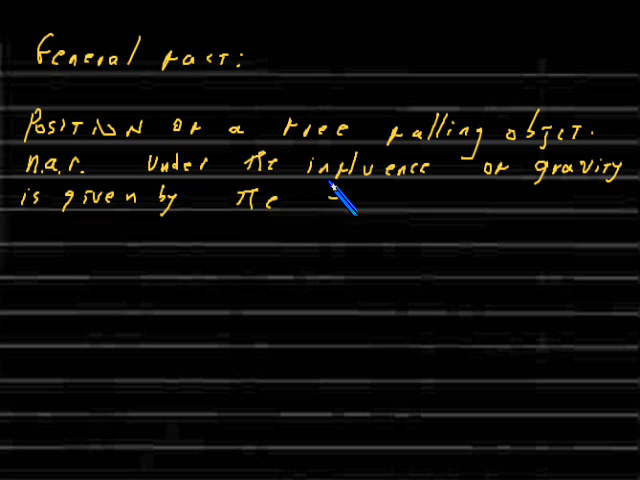 General fact:
Position of a free falling object.
n.a.r. under the influence of gravity
is given by the